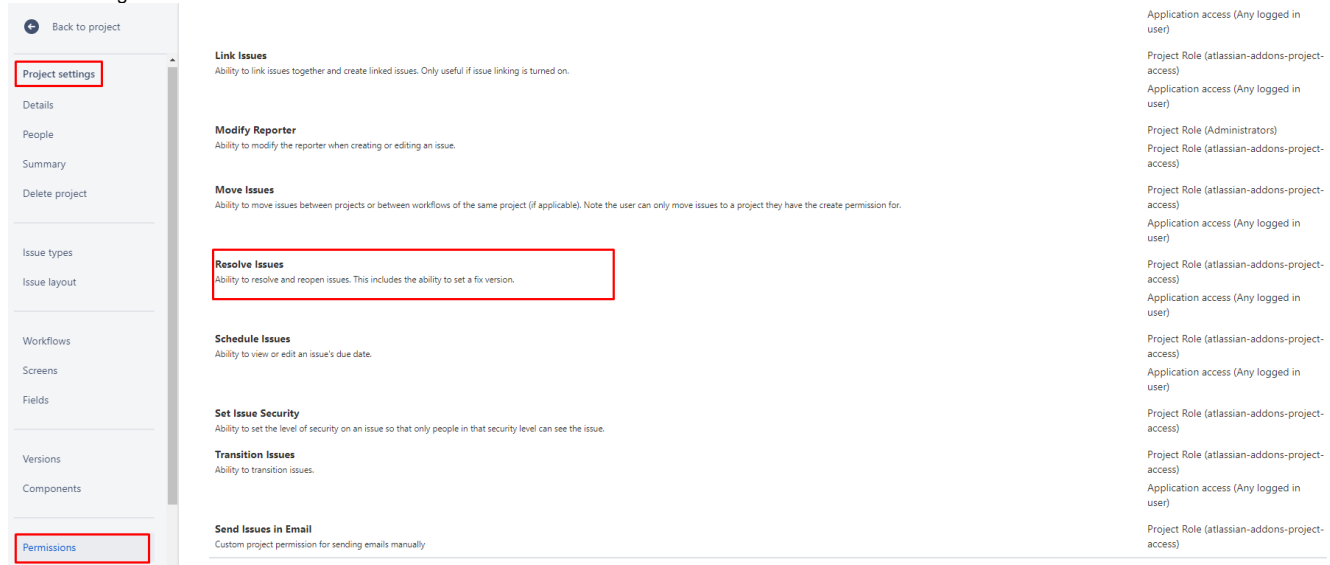 Back to project
Project settings
Details
People
Summary
Delete project
Issue types
Issue layout
Workflows
Screens
Fields
Versions
Components
Permissions
Application access (Any logged in
user)
Link Issues
Ability to link issues together and create linked issues. Only useful if issue linking is turned on.
Project Role (atlassian-addons-project-
access)
Application access (Any logged in
user)
Modify Reporter
Ability to modify the reporter when creating or editing an issue.
Project Role (Administrators)
Project Role (atlassian-addons-project-
access)
Move Issues
Ability to move issues between projects or between workflows of the same project (if applicable). Note the user can only move issues to a project they have the create permission for.
Project Role (atlassian-addons-project-
access)
Application access (Any logged in
user)
Resolve Issues
Ability to resolve and reopen issues. This includes the ability to set a fix version.
Project Role (atlassian-addons-project-
access)
Application access (Any logged in
user)
Schedule Issues
Ability to view or edit an issue's due date.
Project Role (atlassian-addons-project-
access)
Application access (Any logged in
user)
Set Issue Security
Ability to set the level of security on an issue so that only people in that security level can see the issue.
Project Role (atlassian-addons-project-
access)
Transition Issues
Ability to transition issues.
Project Role (atlassian-addons-project-
access)
Application access (Any logged in
user)
Send Issues in Email
Custom project permission for sending emails manually
Project Role (atlassian-addons-project-
access)